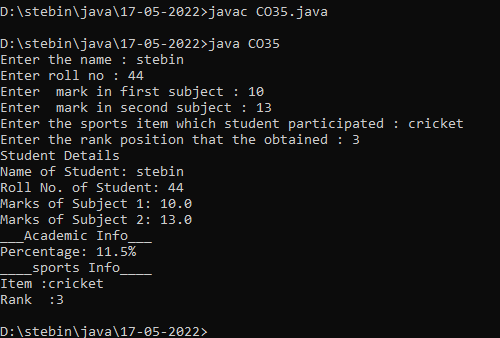 D:\stebin\java\17-05-2022>javac CO35.java
D:\stebin\java\17-05-2022>java CO35
Enter the name : stebin
Enter roll no : 44
Enter  mark in first subject : 10
Enter  mark in second subject : 13
Enter the sports item which student participated : cricket
Enter the rank position that the obtained : 3
Student Details
Name of Student: stebin
Roll No. of Student: 44
Marks of Subject 1: 10.0
Marks of Subject 2: 13.0
___Academic Info___
Percentage: 11.5%
____sports Info____
Item :cricket
Rank  :3
D:\stebin\java\17-05-2022>